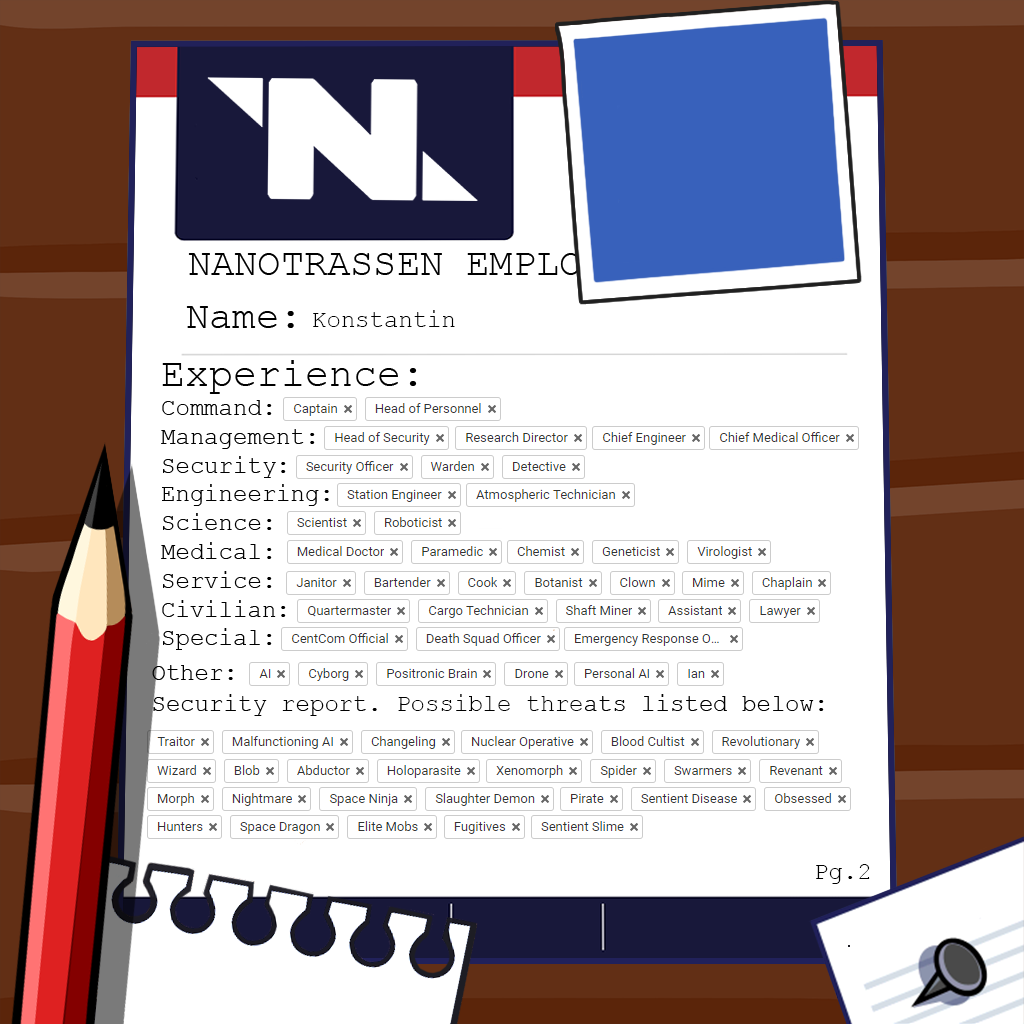 N
NANOTRASSEN EMPLO
Name: Konstantin
Experience:
Command: Captain × Head of Personnel ×
Management: Head of Security × Research Director × Chief Engineer × Chief Medical Officer ×
Security: Security Officer × Warden × Detective ×
Engineering: Station Engineer × Atmospheric Technician ×
Science: Scientist × Roboticist ×
Medical: Medical Doctor × Paramedic × Chemist × Geneticist × Virologist ×
Service: Janitor × Bartender × Cook × Botanist × Clown × Mime × Chaplain ×
Civilian: Quartermaster × Cargo Technician × Shaft Miner × Assistant × Lawyer ×
Special: CentCom Official × Death Squad Officer × Emergency Response O... ×
Other: AI × Cyborg × Positronic Brain × Drone × Personal AI × Ian ×
Security report. Possible threats listed below:
Traitor × Malfunctioning AI × Changeling × Nuclear Operative × Blood Cultist × Revolutionary ×
Wizard × Blob × Abductor × Holoparasite × Xenomorph × Spider × Swarmers × Revenant ×
Morph × Nightmare × Space Ninja × Slaughter Demon × Pirate × Sentient Disease × Obsessed ×
Hunters × Space Dragon × Elite Mobs × Fugitives × Sentient Slime ×
Pg.2